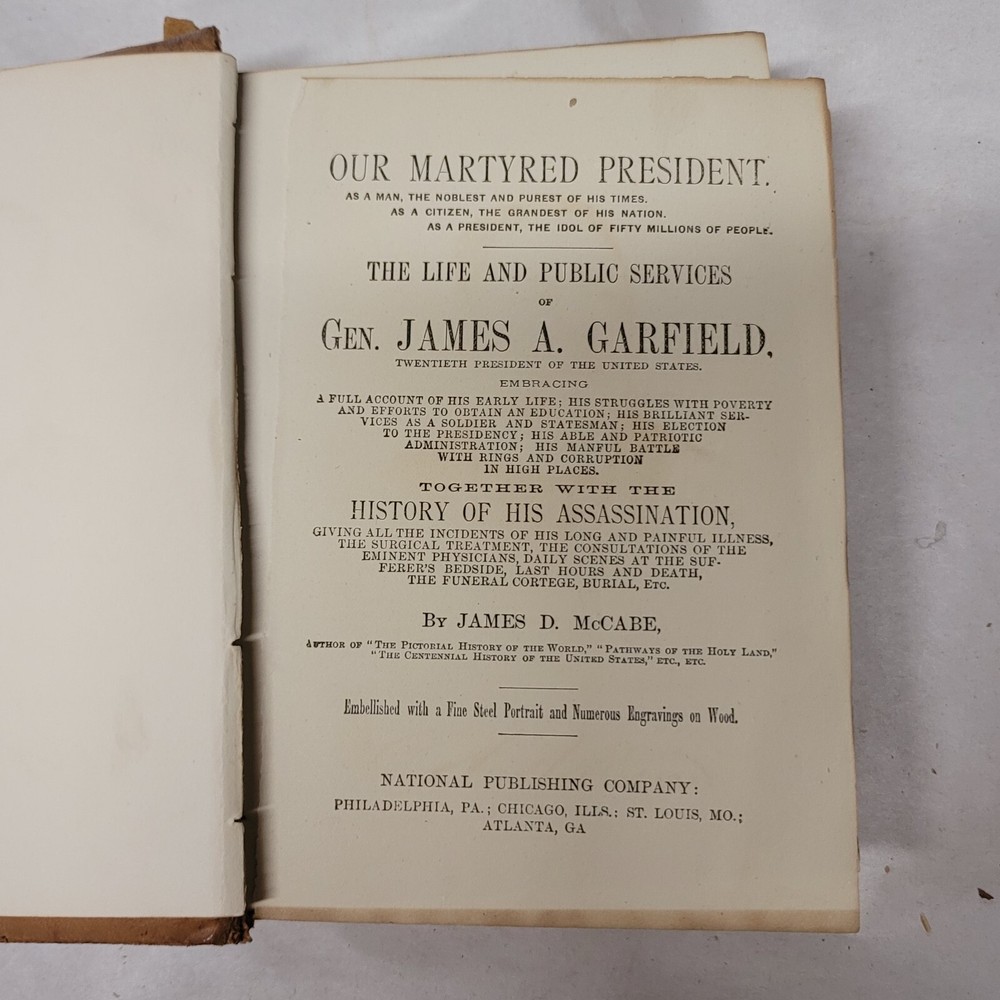 OUR MARTYRED PRESIDENT.
AS A MAN, THE NOBLEST AND PUREST OF HIS TIMES.
AS A CITIZEN, THE GRANDEST OF HIS NATION.
AS A PRESIDENT, THE IDOL OF FIFTY MILLIONS OF PEOPLE.
THE LIFE AND PUBLIC SERVICES
OF
GEN. JAMES A. GARFIELD,
TWENTIETH PRESIDENT OF THE UNITED STATES.
EMBRACING
A FULL ACCOUNT OF HIS EARLY LIFE; HIS STRUGGLES WITH POVERTY
AND EFFORTS TO OBTAIN AN EDUCATION; HIS BRILLIANT SER-
VICES AS A SOLDIER AND STATESMAN; HIS ELECTION
TO THE PRESIDENCY; HIS ABLE AND PATRIOTIC
ADMINISTRATION; HIS MANFUL BATTLE
WITH RINGS AND CORRUPTION
IN HIGH PLACES.
TOGETHER WITH THE
HISTORY OF HIS ASSASSINATION,
GIVING ALL THE INCIDENTS OF HIS LONG AND PAINFUL ILLNESS,
THE SURGICAL TREATMENT, THE CONSULTATIONS OF THE
EMINENT PHYSICIANS, DAILY SCENES AT THE SUF-
FERER'S BEDSIDE, LAST HOURS AND DEATH,
THE FUNERAL CORTEGE, BURIAL, ETC.
BY JAMES D. McCABE,
AUTHOR OF "THE PICTORIAL HISTORY OF THE WORLD," "PATHWAYS OF THE HOLY LAND,"
"THE CENTENNIAL HISTORY OF THE UNITED STATES," ETC., ETC.
Embellished with a Fine Steel Portrait and Numerous Engravings on Wood.
NATIONAL PUBLISHING COMPANY:
PHILADELPHIA, PA.; CHICAGO, ILLS.: ST. LOUIS, MO.;
ATLANTA, GA